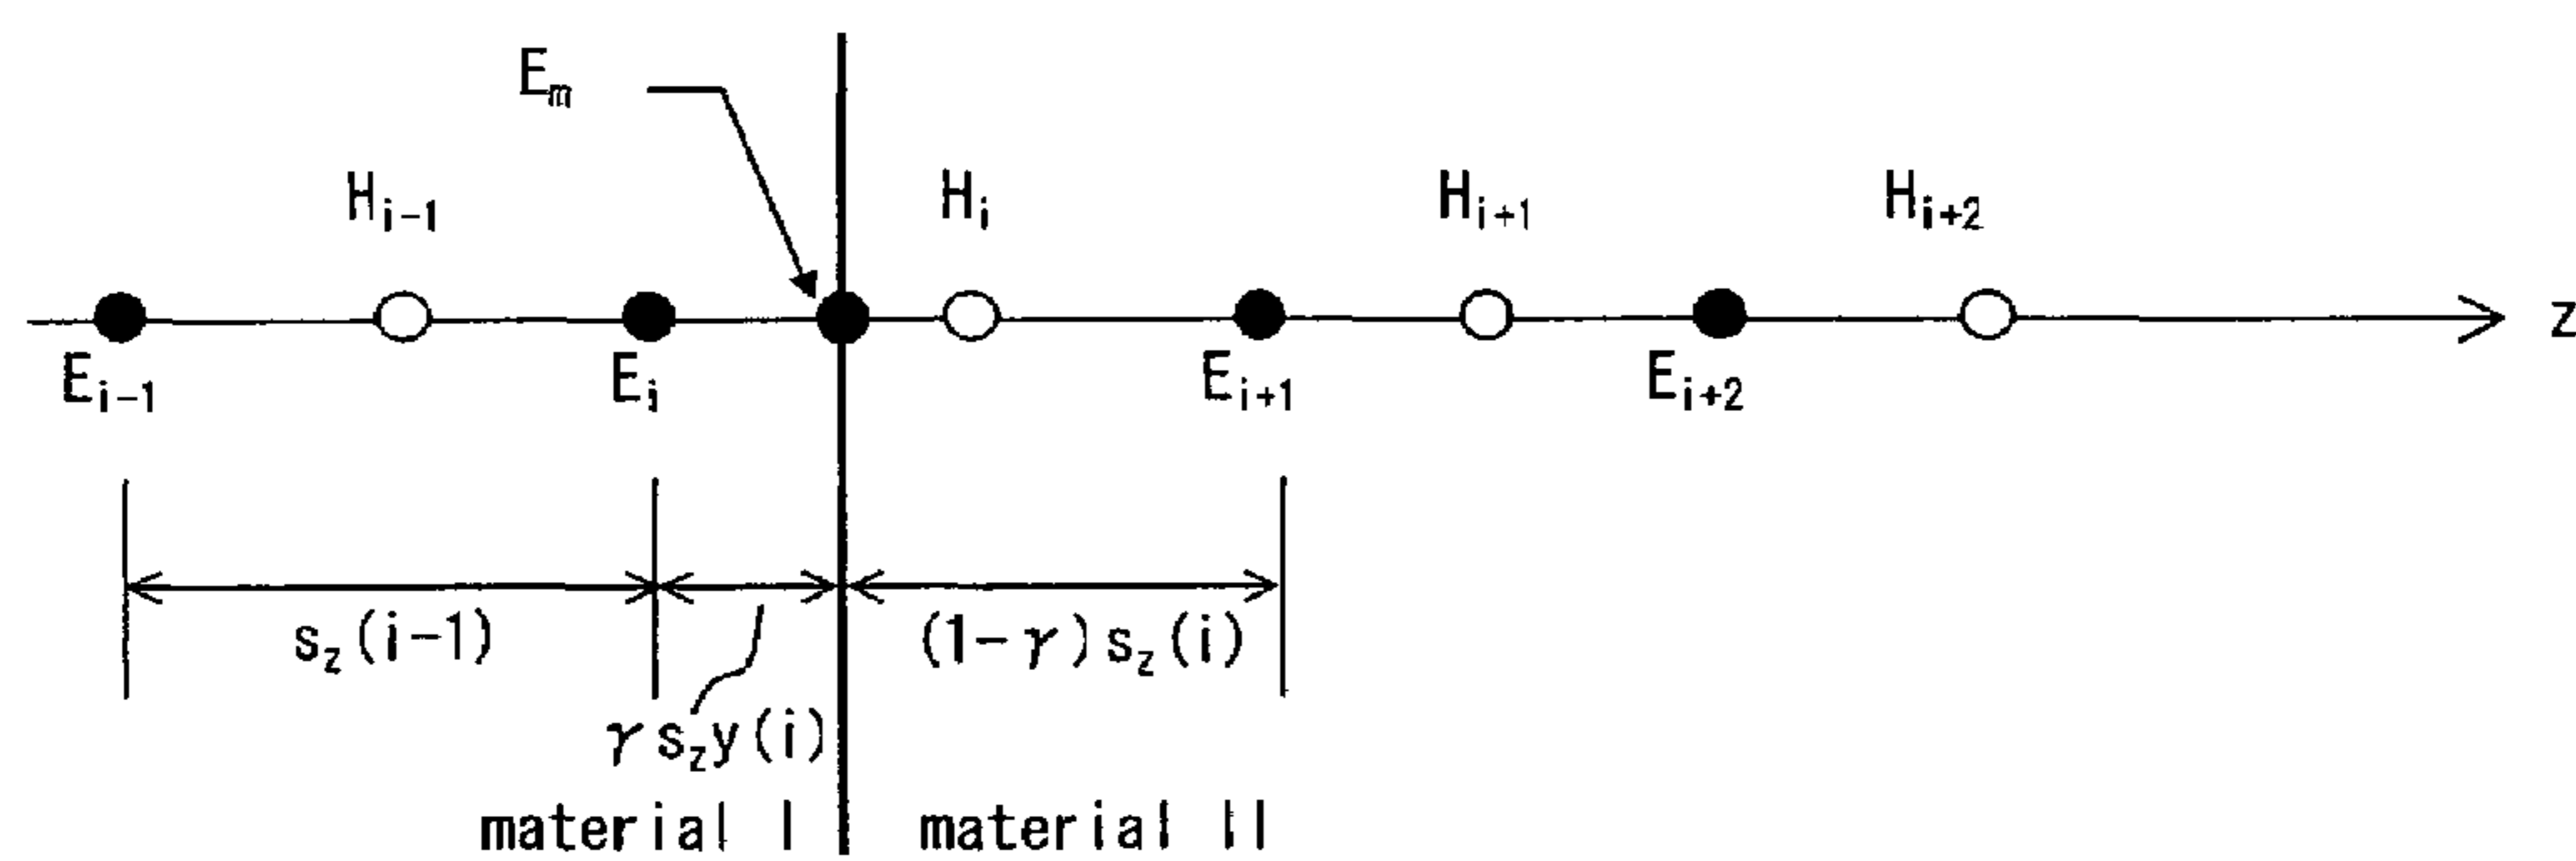 E_m
H_{i-1} H_i H_{i+1} H_{i+2}
z
E_{i-1} E_i E_{i+1} E_{i+2}
s_z(i-1) (1-γ)s_z(i)
γs_zy(i)
material I material II